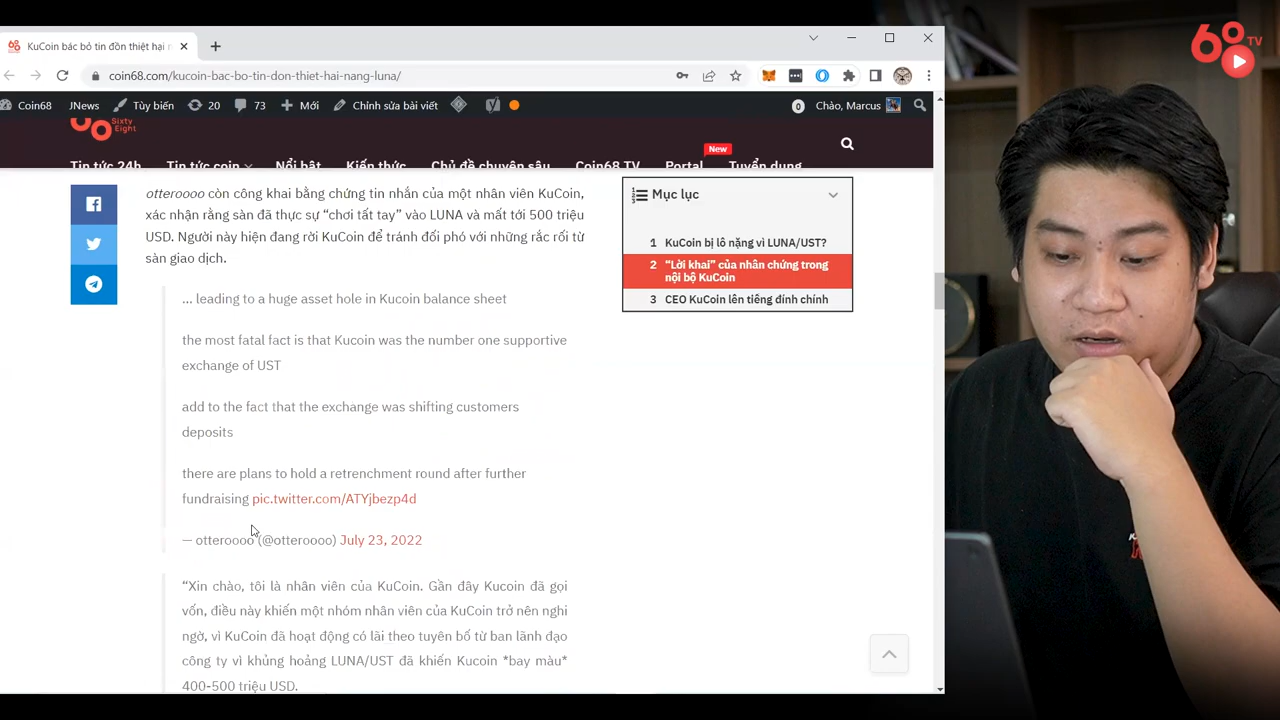 68 TV
KuCoin bác bỏ tin đồn thiệt hại n
coin68.com/kucoin-bac-bo-tin-don-thiet-hai-nang-luna/
Coin68 JNews Tùy biến 20 73 Mới Chỉnh sửa bài viết 0 Chào, Marcus
Sixty
Eight
New
Tin tức 24h Tin tức coin Nổi bật Kiến thức Chủ đề chuyên sâu Coin68 TV Portal Tuyển dụng
otteroooo còn công khai bằng chứng tin nhắn của một nhân viên KuCoin,
xác nhận rằng sàn đã thực sự “chơi tất tay” vào LUNA và mất tới 500 triệu
USD. Người này hiện đang rời KuCoin để tránh đối phó với những rắc rối từ
sàn giao dịch.
Mục lục
1 KuCoin bị lỗ nặng vì LUNA/UST?
2 “Lời khai” của nhân chứng trong
nội bộ KuCoin
3 CEO KuCoin lên tiếng đính chính
... leading to a huge asset hole in Kucoin balance sheet
the most fatal fact is that Kucoin was the number one supportive
exchange of UST
add to the fact that the exchange was shifting customers
deposits
there are plans to hold a retrenchment round after further
fundraising pic.twitter.com/ATYjbezp4d
— otteroooo (@otteroooo) July 23, 2022
“Xin chào, tôi là nhân viên của KuCoin. Gần đây Kucoin đã gọi
vốn, điều này khiến một nhóm nhân viên của KuCoin trở nên nghi
ngờ, vì KuCoin đã hoạt động có lãi theo tuyên bố từ ban lãnh đạo
công ty vì khủng hoảng LUNA/UST đã khiến Kucoin *bay màu*
400-500 triệu USD.